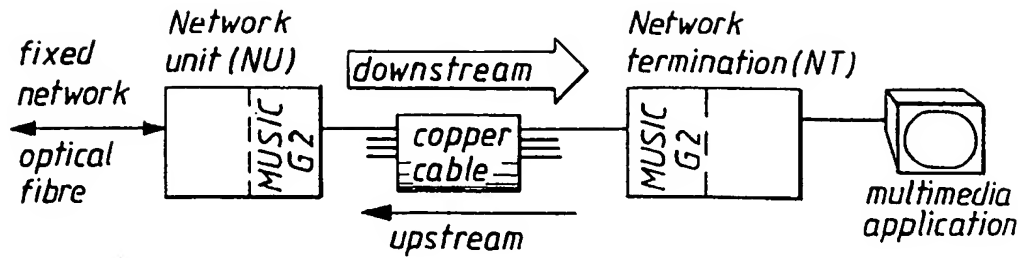 fixed
network
optical
fibre
Network
unit (NU)
MUSIC
G2
downstream
copper
cable
upstream
Network
termination (NT)
MUSIC
G2
multimedia
application